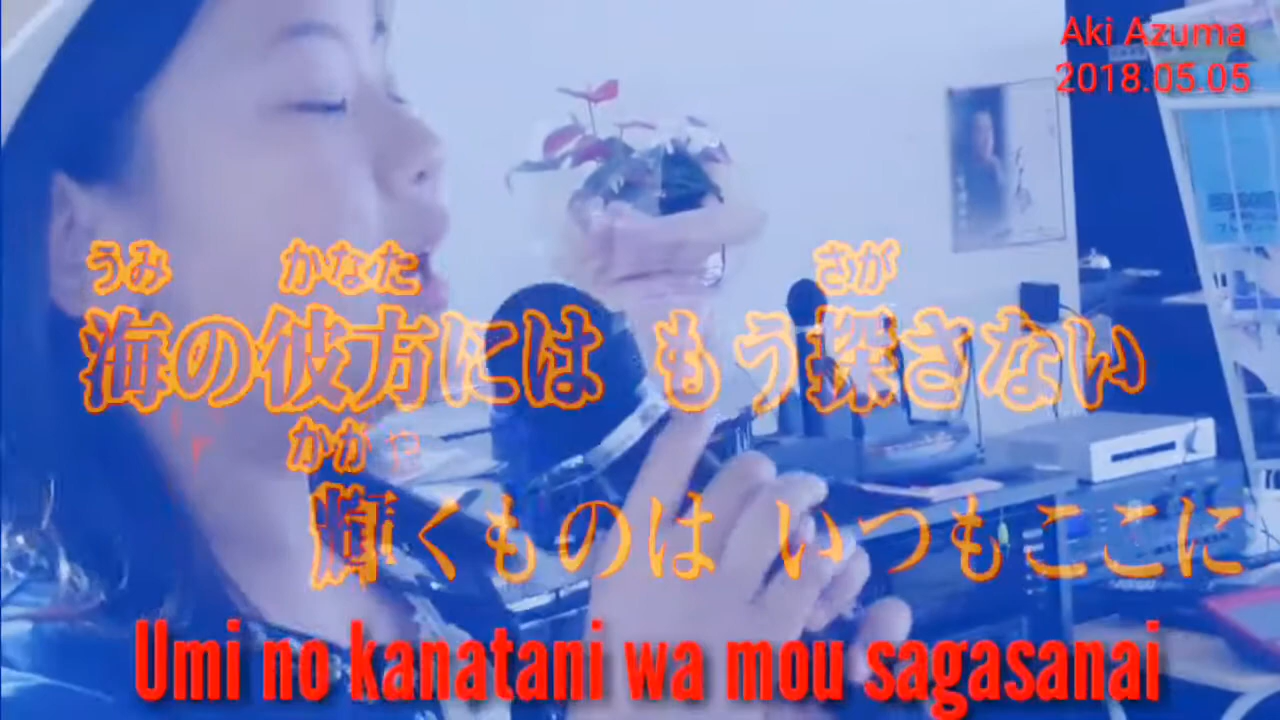 Aki Azuma
2018.05.05
うみ かなた さが
海の彼方には もう探さない
かがや
輝くものは いつもここに
Umi no kanatani wa mou sagasanai